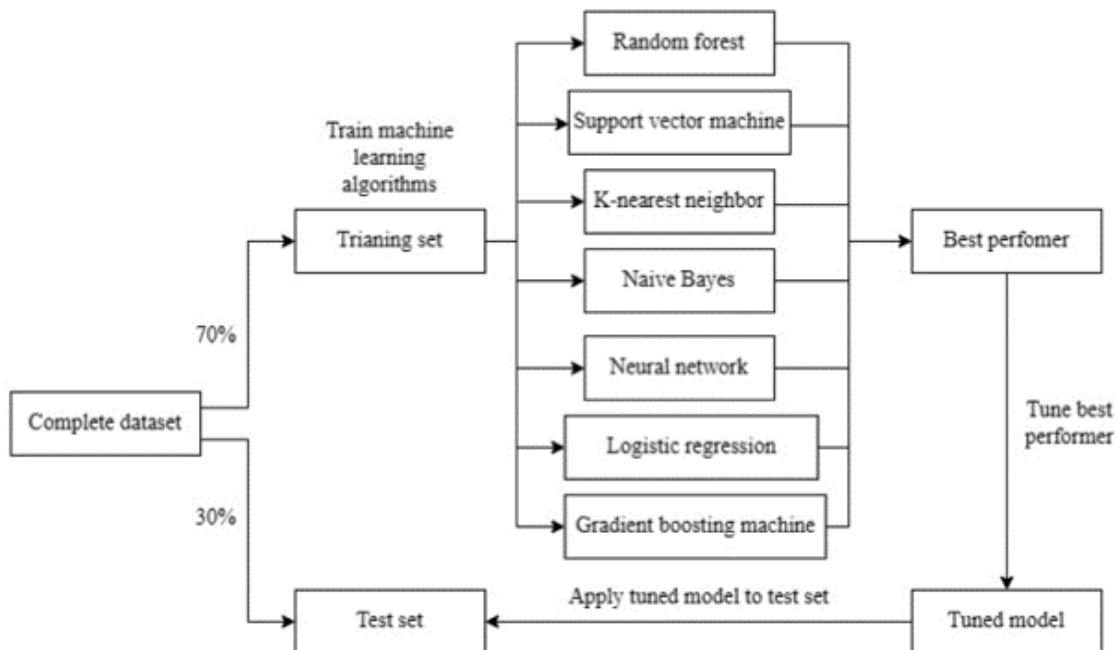 Random forest
Support vector machine
Train machine
learning
algorithms
K-nearest neighbor
Trianing set
Best perfomer
Naive Bayes
70%
Neural network
Complete dataset
Tune best
performer
Logistic regression
30%
Gradient boosting machine
Apply tuned model to test set
Test set
Tuned model